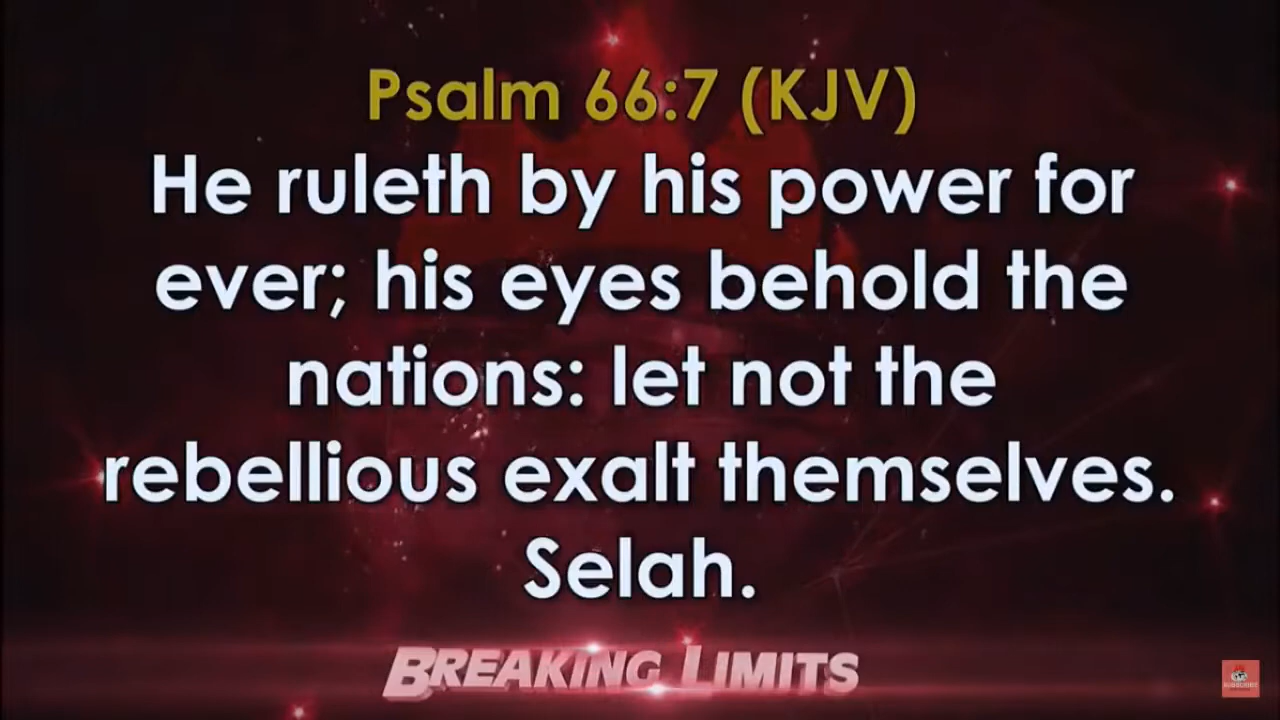 Psalm 66:7 (KJV)
He ruleth by his power for
ever; his eyes behold the
nations: let not the
rebellious exalt themselves.
Selah.
BREAKING LIMITS